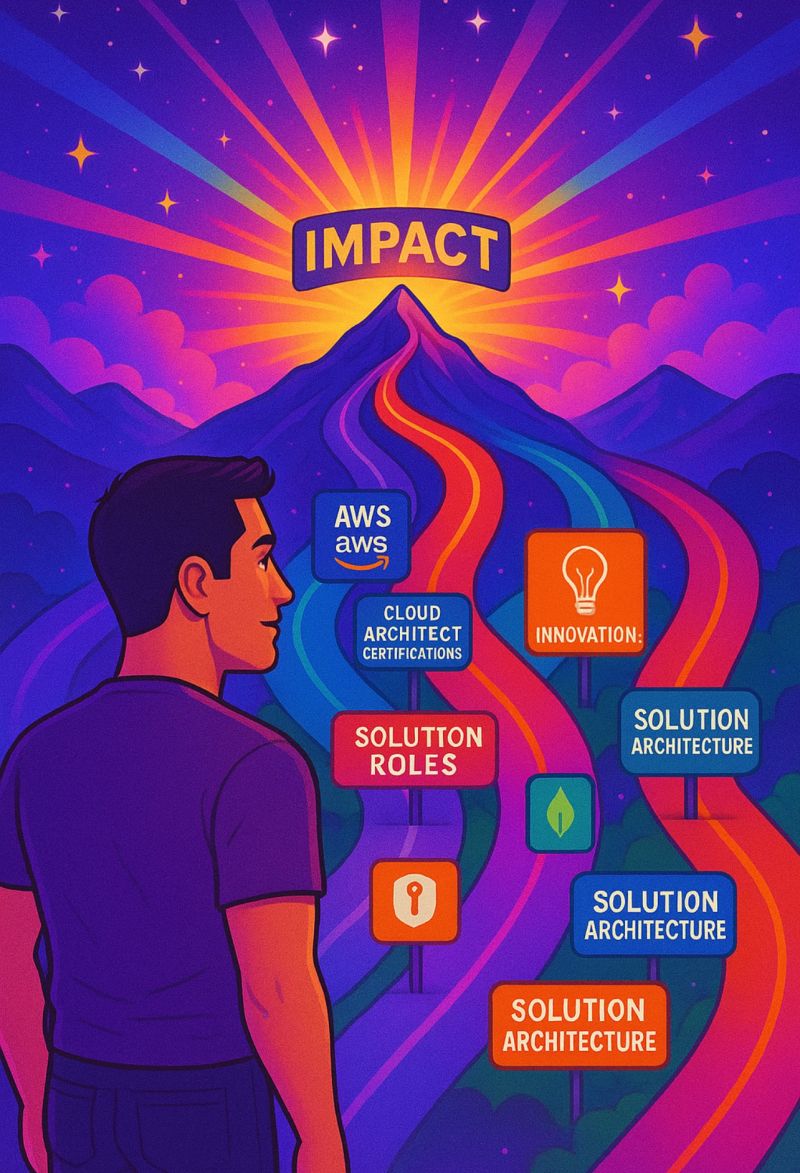 IMPACT
AWS
aws
CLOUD
ARCHITECT
CERTIFICATIONS
INNOVATION:
SOLUTTON
ROLES
SOLUTION
ARCHITECTURE
SOLUTION
ARCHITECTURE
SOLUTION
ARCHITECTURE